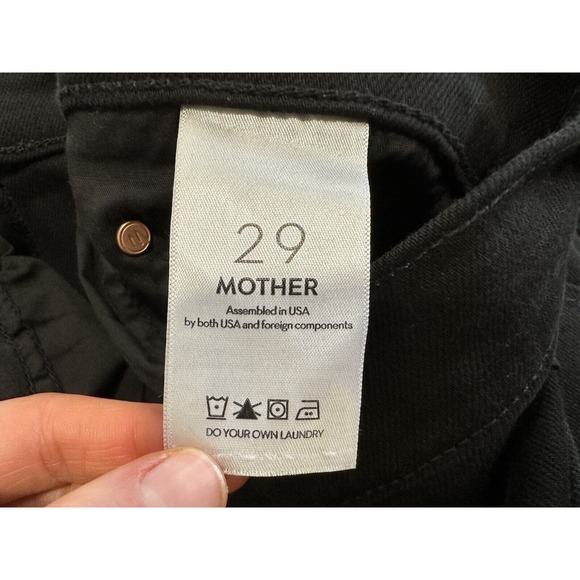 29
MOTHER
Assembled in USA
by both USA and foreign components
DO YOUR OWN LAUNDRY